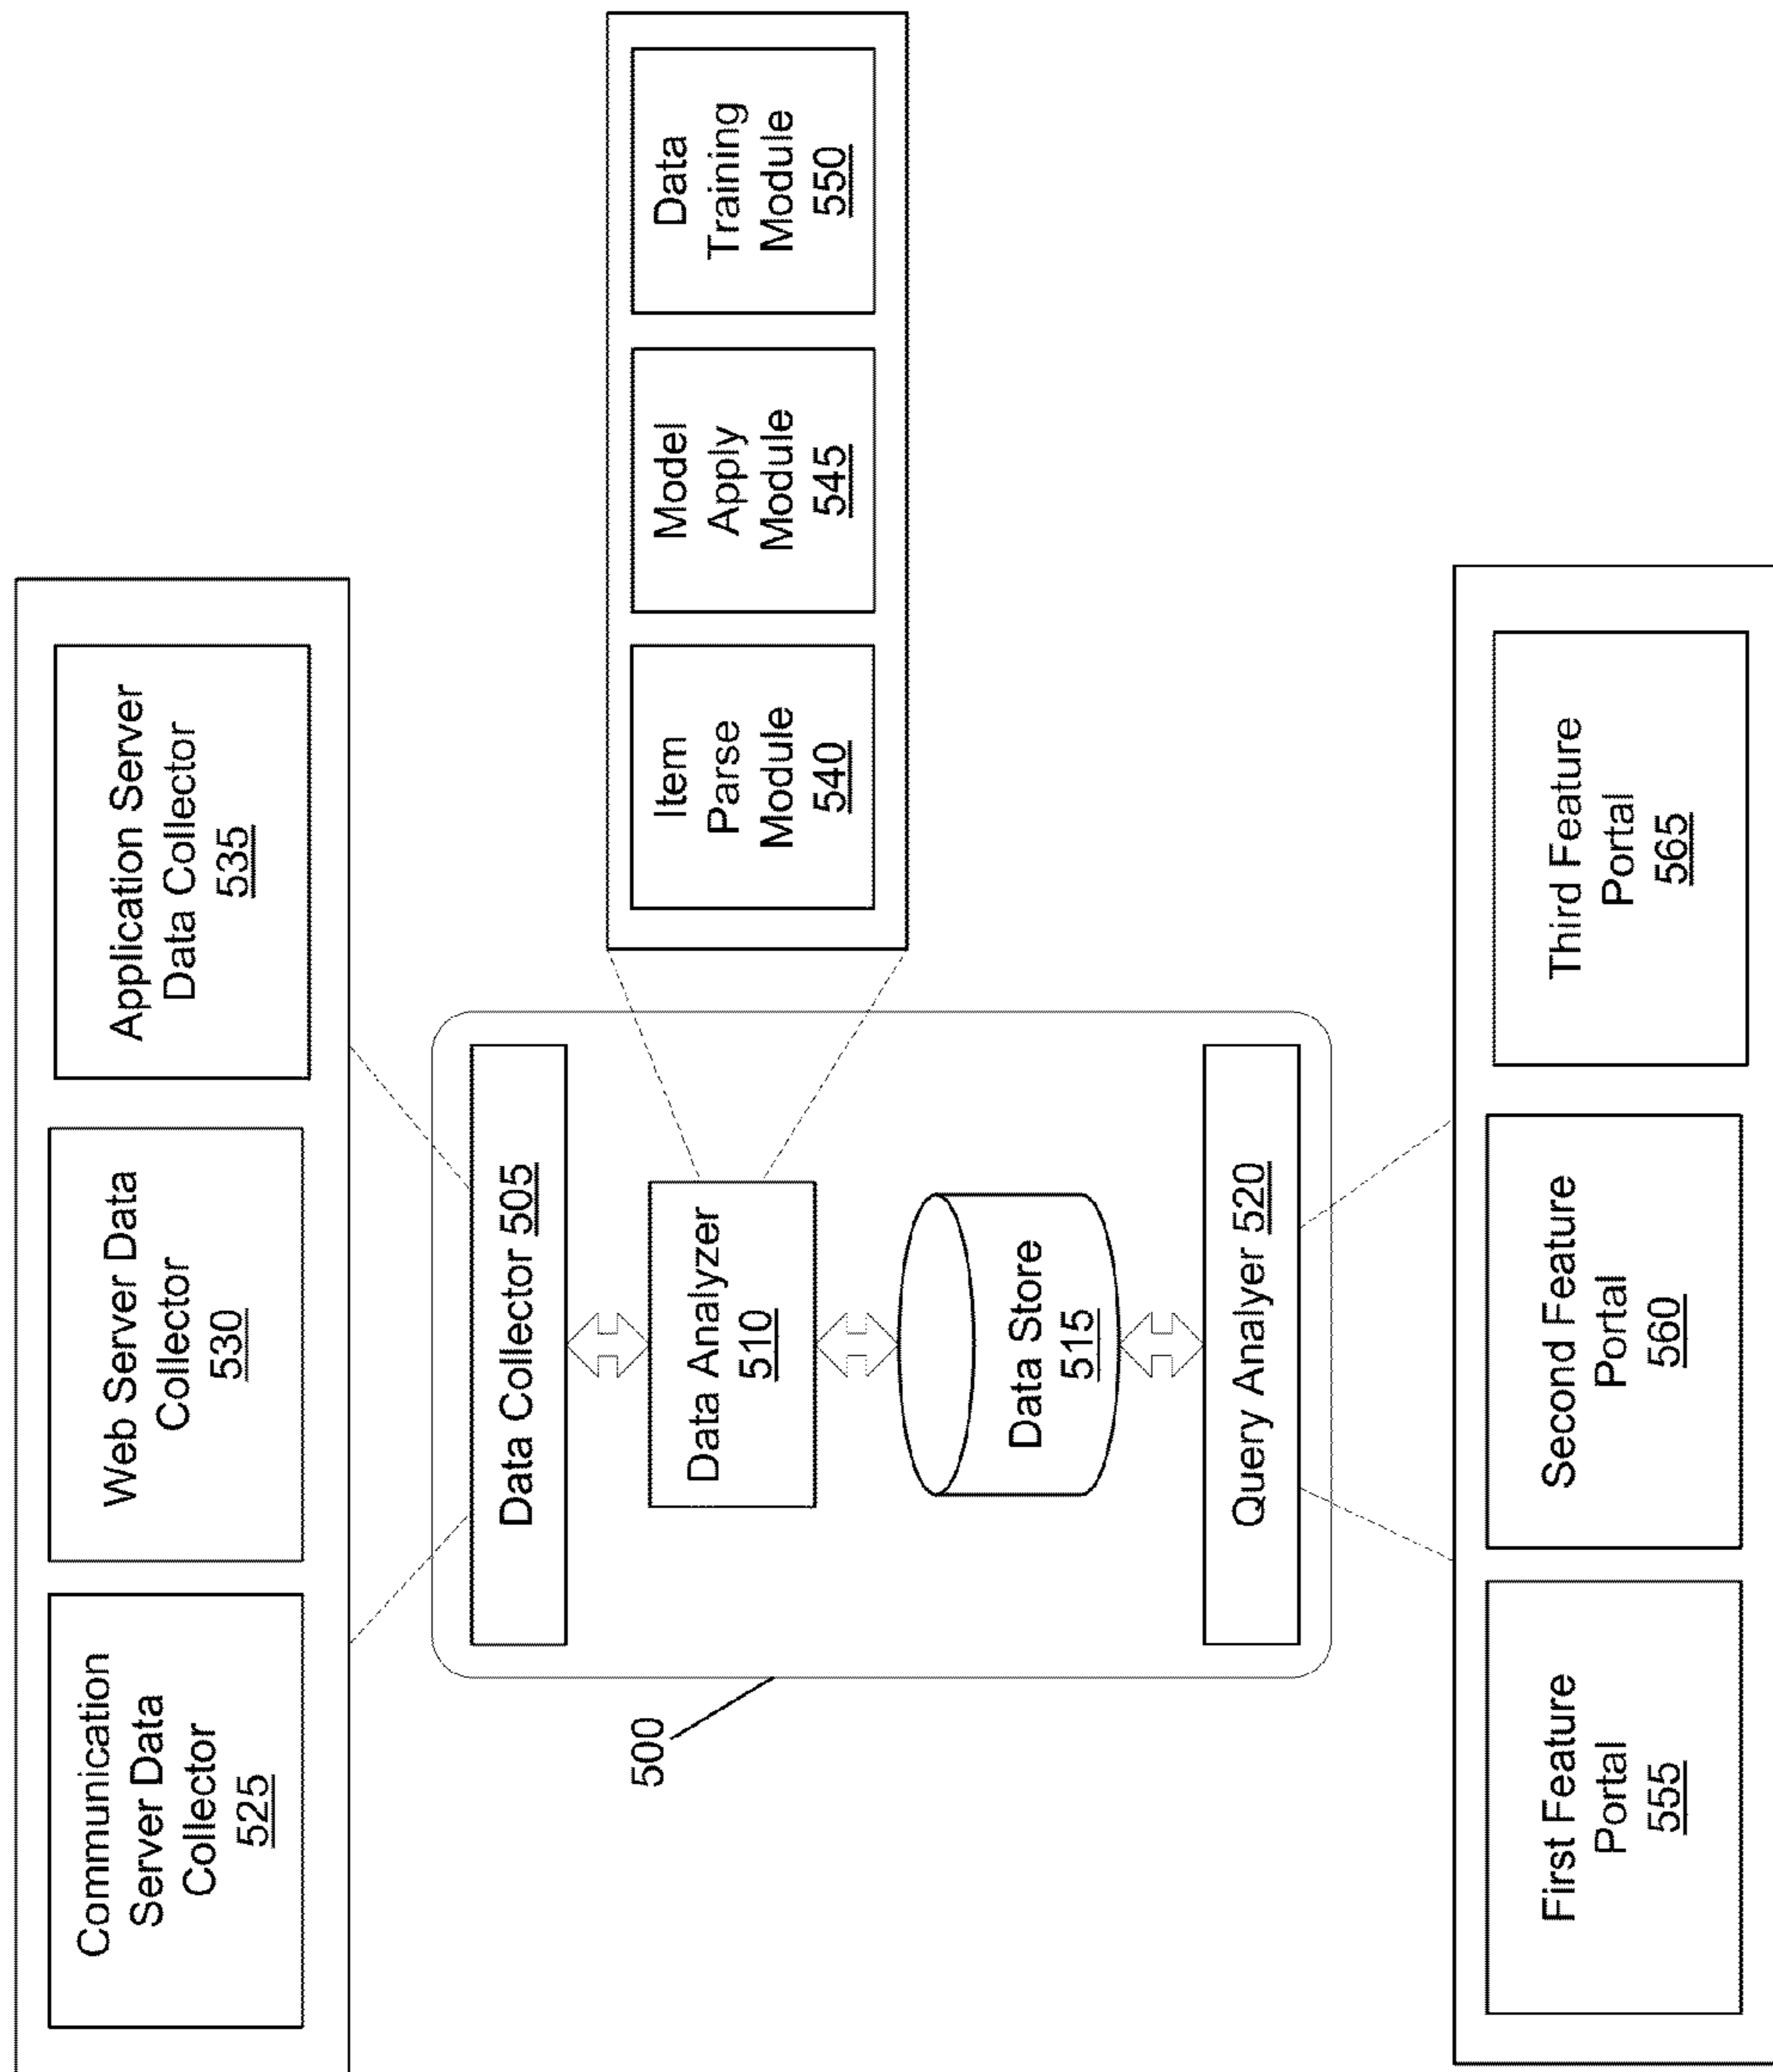 Communication
Server Data
Collector
525
Web Server Data
Collector
530
Application Server
Data Collector
535
Data Collector 505
Data Analyzer
510
Item
Parse
Module
540
Model
Apply
Module
545
Data
Training
Module
550
Data Store
515
500
Query Analyer 520
First Feature
Portal
555
Second Feature
Portal
560
Third Feature
Portal
565